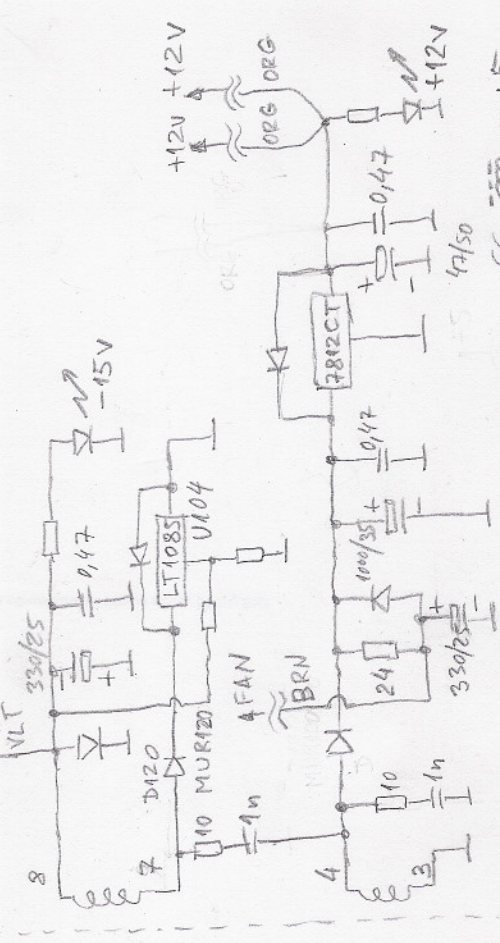 VLT
8
330/25
0,47
-15V
7
D120
MUR120
LT1085
U104
10
1n
FAN
BRN
4
3
10
1n
24
330/25
1000/35
0,47
7812CT
47/50
0,47
ORG
ORG
+12V
+12V
+12V